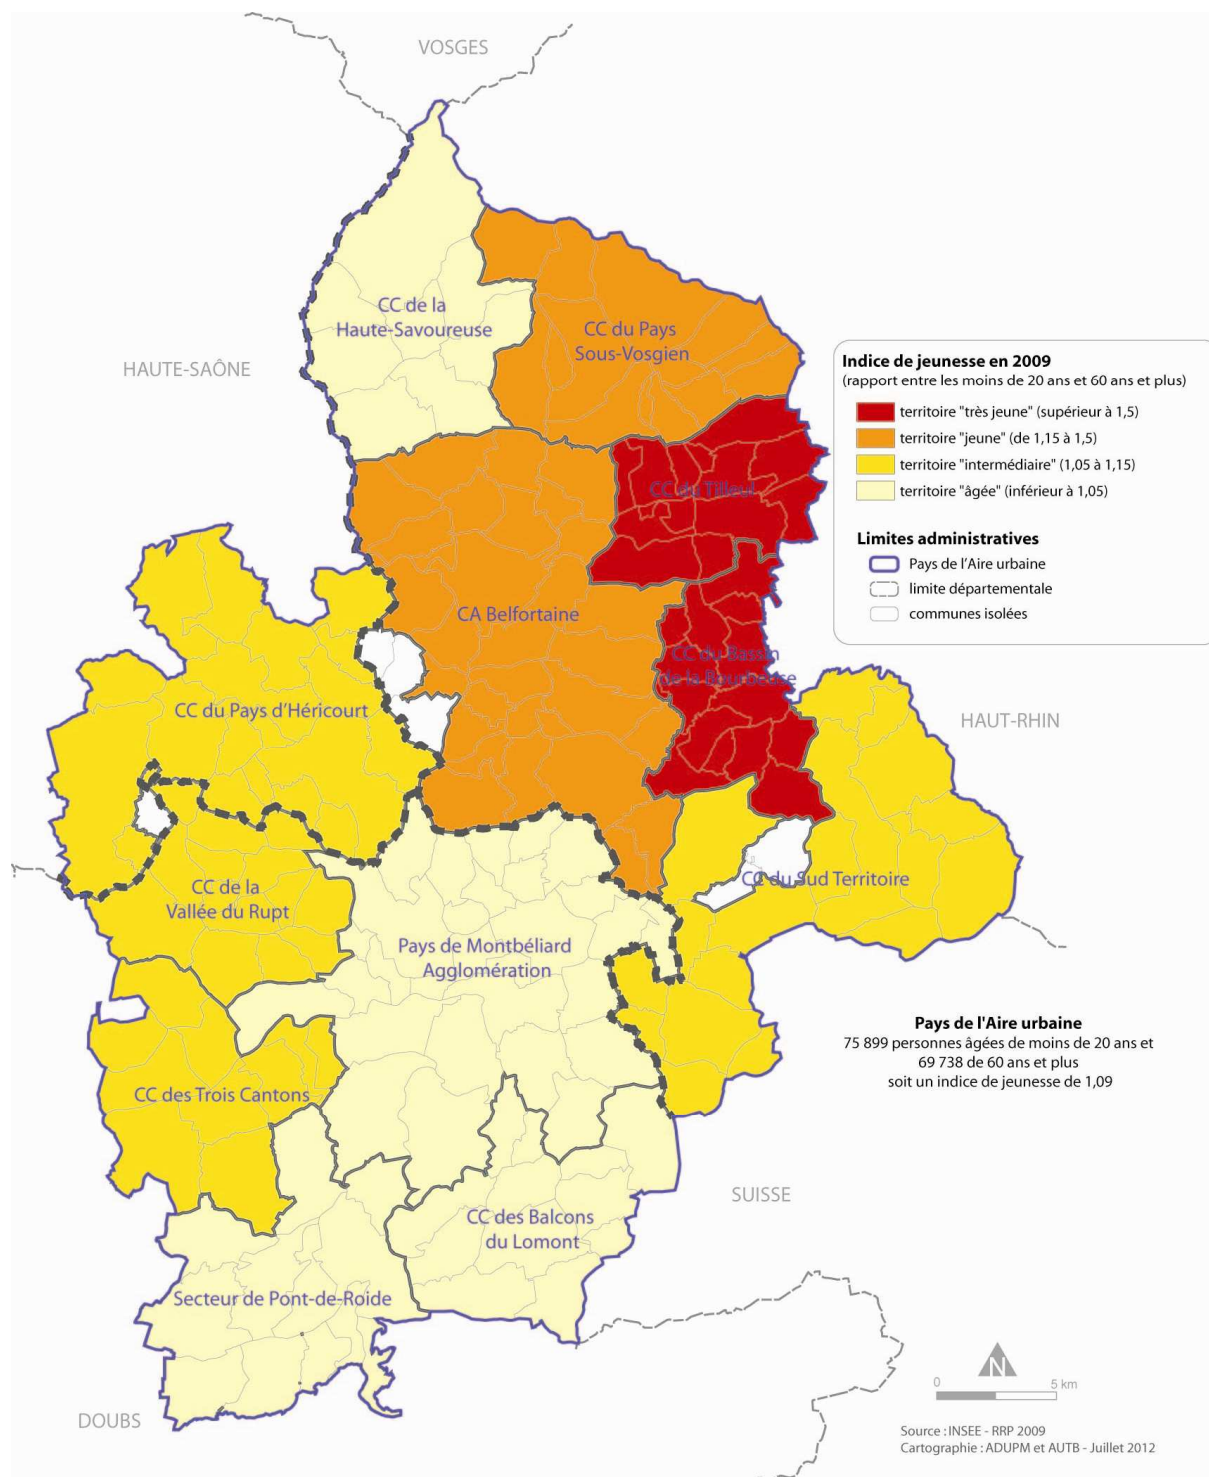 VOSGES
CC de la
Haute-Savoureuse
CC du Pays
Sous-Vosgien
HAUTE-SAÔNE
Indice de jeunesse en 2009
(rapport entre les moins de 20 ans et 60 ans et plus)
territoire "très jeune" (supérieur à 1,5)
territoire "jeune" (de 1,15 à 1,5)
territoire "intermédiaire" (1,05 à 1,15)
territoire "âgée" (inférieur à 1,05)
Limites administratives
Pays de l'Aire urbaine
limite départementale
communes isolées
CC du Tilleul
CA Belfortaine
CC du Bassin
de la Bourbeuse
CC du Pays d'Héricourt
HAUT-RHIN
CC du Sud Territoire
CC de la
Vallée du Rupt
Pays de Montbéliard
Agglomération
Pays de l'Aire urbaine
75 899 personnes âgées de moins de 20 ans et
69 738 de 60 ans et plus
soit un indice de jeunesse de 1,09
CC des Trois Cantons
SUISSE
CC des Balcons
du Lomont
Secteur de Pont-de-Roide
DOUBS
N
0 5 km
Source : INSEE - RRP 2009
Cartographie : ADUPM et AUTB - Juillet 2012